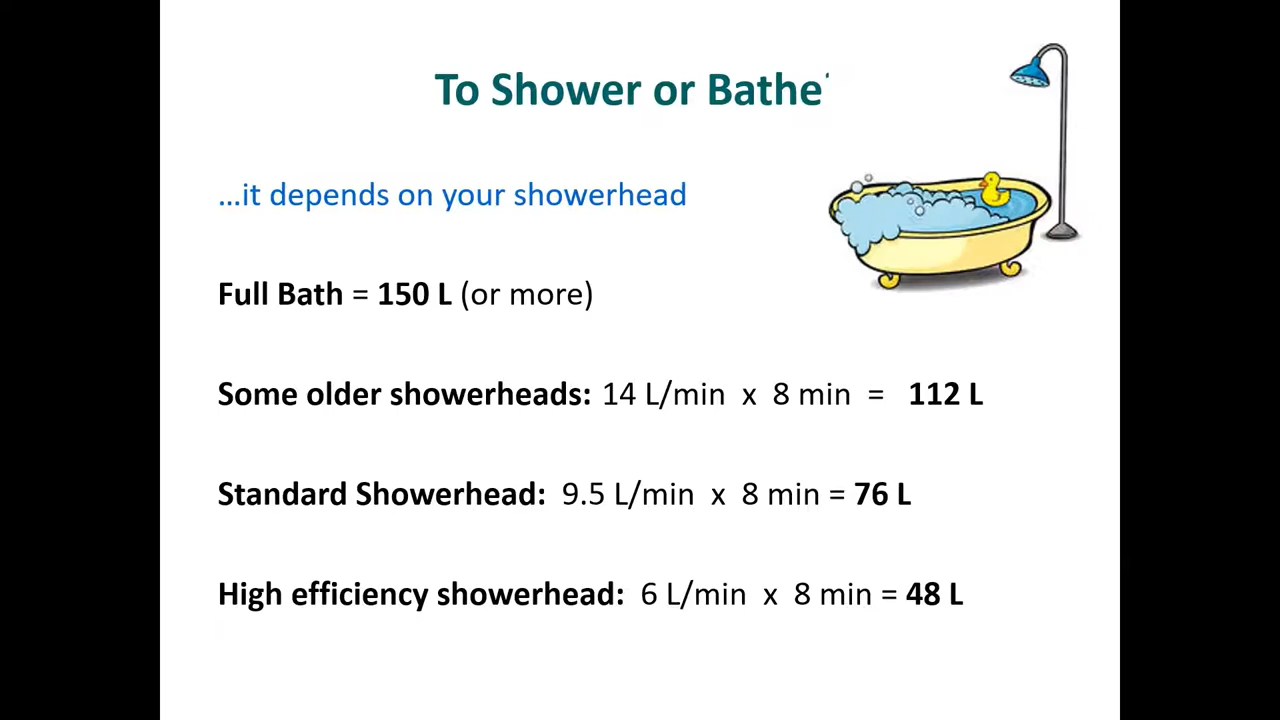 To Shower or Bathe
…it depends on your showerhead
Full Bath = 150 L (or more)
Some older showerheads: 14 L/min x 8 min = 112 L
Standard Showerhead: 9.5 L/min x 8 min = 76 L
High efficiency showerhead: 6 L/min x 8 min = 48 L